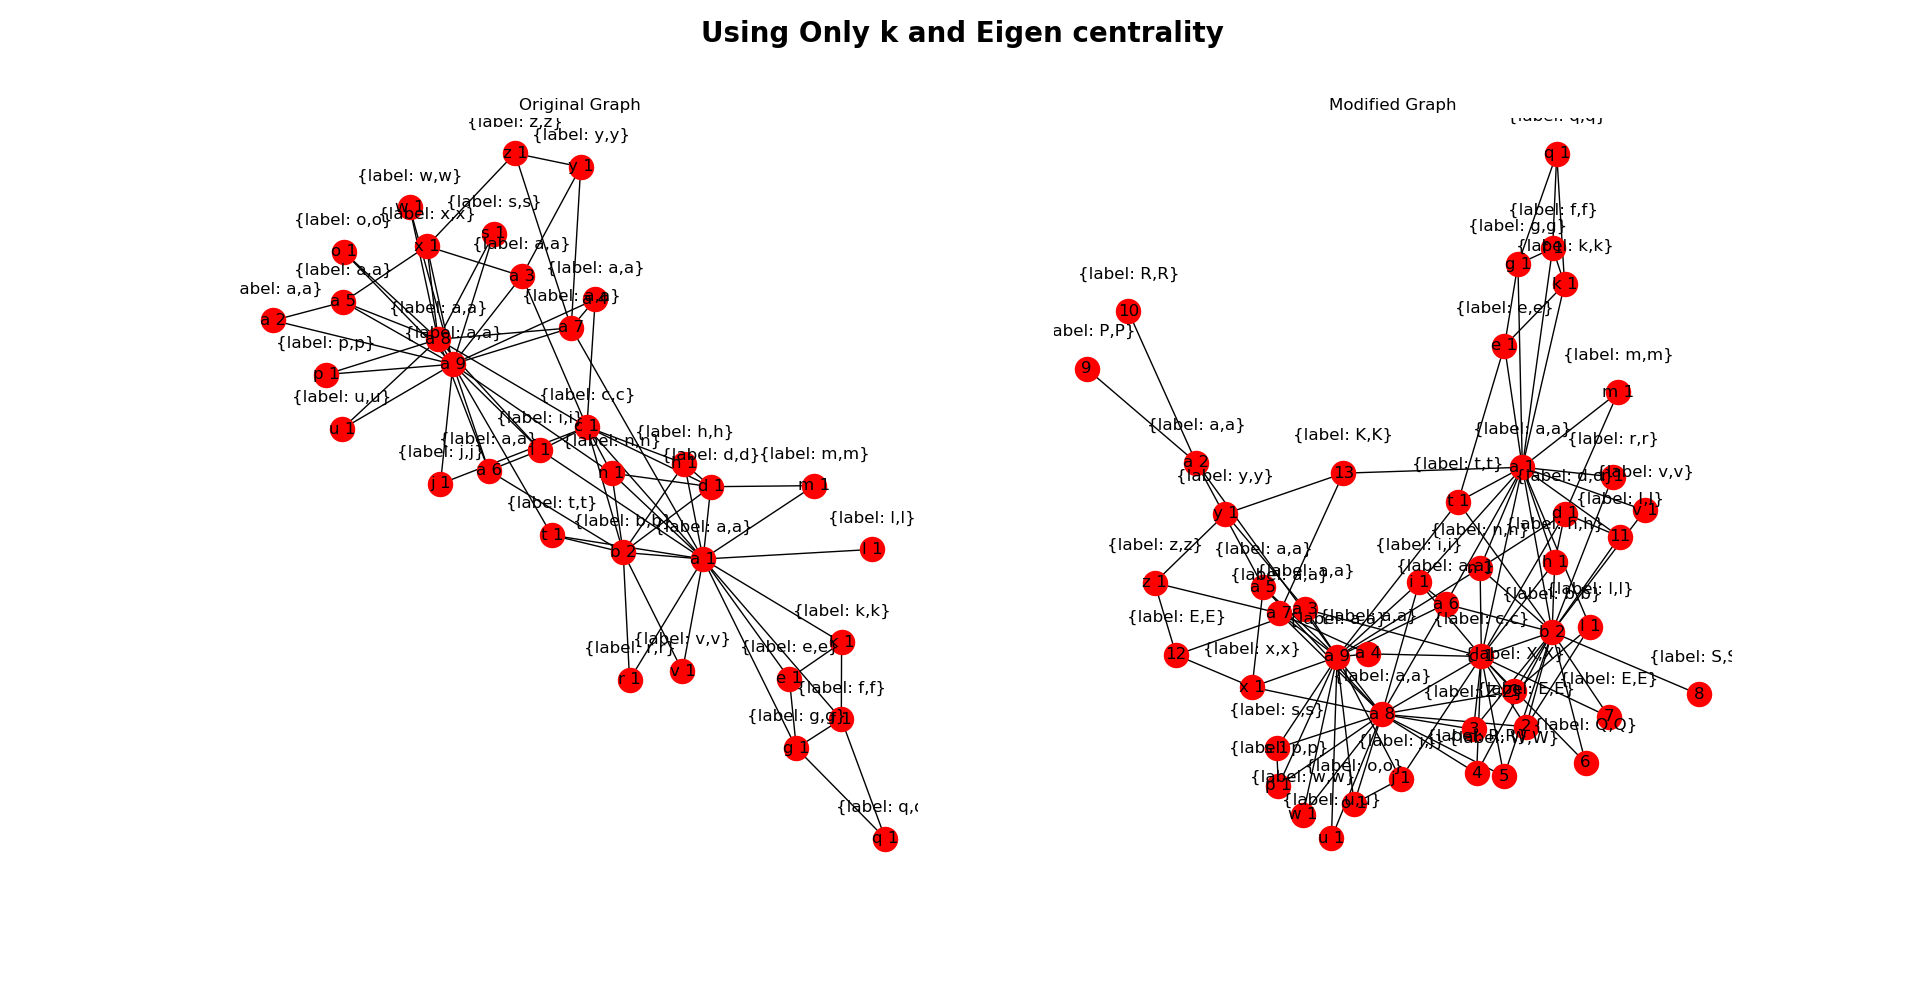 Using Only k and Eigen centrality
Original Graph
{label: z,z}
{label: y,y}
z 1
y 1
{label: w,w}
w 1
{label: s,s}
{label: x,x}
{label: o,o}
s 1
x 1
o 1
{label: a,a}
{label: a,a}
{label: a,a}
a 3
abel: a,a}
a 5
a 2
{label: a,a}
a 7
{label: a,a}
{label: a,a}
a 8
a 9
{label: p,p}
p 1
{label: u,u}
u 1
{label: c,c}
c 1
{label: i,i}
{label: a,a}
{label: n,n}
{label: h,h}
i 1
{label: j,j}
j 1
a 6
n 1
h 1
{label: d,d}
d 1
{label: m,m}
m 1
{label: t,t}
t 1
{label: b,b}
b 2
{label: a,a}
a 1
{label: l,l}
l 1
{label: k,k}
k 1
{label: r,r}
r 1
{label: v,v}
v 1
{label: e,e}
e 1
{label: f,f}
{label: g,g}
g 1
q 1
Modified Graph
{label: q,q}
q 1
{label: f,f}
{label: g,g}
{label: k,k}
g 1
k 1
{label: R,R}
10
abel: P,P}
9
{label: e,e}
e 1
{label: m,m}
m 1
{label: a,a}
a 2
{label: K,K}
13
{label: a,a}
a 1
{label: r,r}
{label: t,t}
t 1
{label: y,y}
y 1
{label: v,v}
v 1
{label: d,d}
d 1
{label: l,l}
11
{label: n,n}
{label: h,h}
h 1
{label: z,z}
z 1
{label: a,a}
{label: i,i}
i 1
{label: a,a}
a 5
{label: a,a}
a 7
a 3
{label: a,a}
a 6
{label: l,l}
l 1
{label: b,b}
b 2
{label: E,E}
12
{label: a,a}
a 9
a 4
{label: c,c}
{label: x,x}
x 1
{label: a,a}
a 8
{label: X,X}
{label: E,E}
{label: S,S
8
{label: E,E}
7
{label: s,s}
3
2
{label: Q,Q}
6
{label: p,p}
p 1
{label: j,j}
j 1
{label: W,W}
4
5
{label: w,w}
w 1
{label: o,o}
o 1
{label: u,u}
u 1